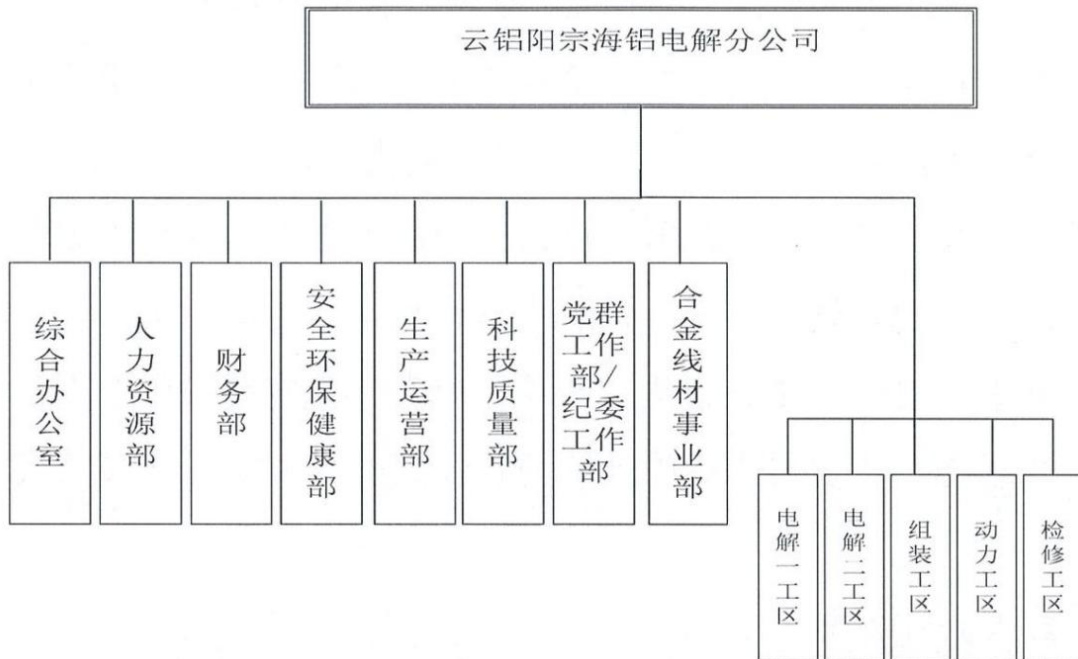 云铝阳宗海铝电解分公司
综合办公室
人力资源部
财务部
安全环保健康部
生产运营部
科技质量部
党群
工作
部/
纪委
工作
部
合金线材事业部
电解一工区
电解二工区
组装工区
动力工区
检修工区